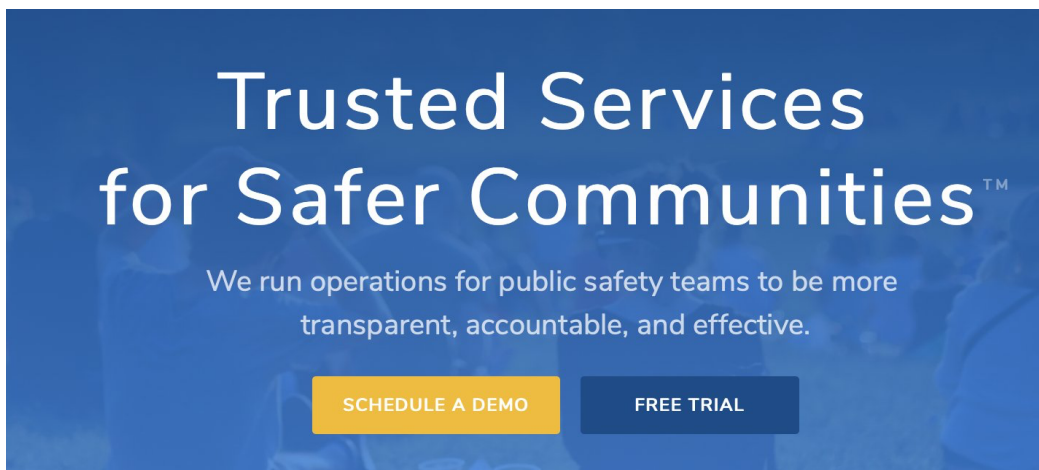 Trusted Services
for Safer Communities™
We run operations for public safety teams to be more
transparent, accountable, and effective.
SCHEDULE A DEMO
FREE TRIAL